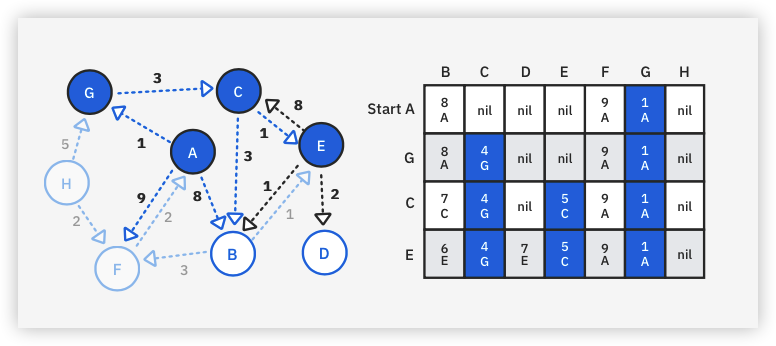 B C D E F G H
3
G
C
8
Start A
8 nil nil nil 9 1 nil
A A A
1
1
E
5
A
3
G
8 4 nil nil 9 1 nil
A G A A
H
9
8
1
2
C
7 4 nil 5 9 1 nil
C G C A A
2
2
1
F
3
B
D
E
6 4 7 5 9 1 nil
E G E C A A